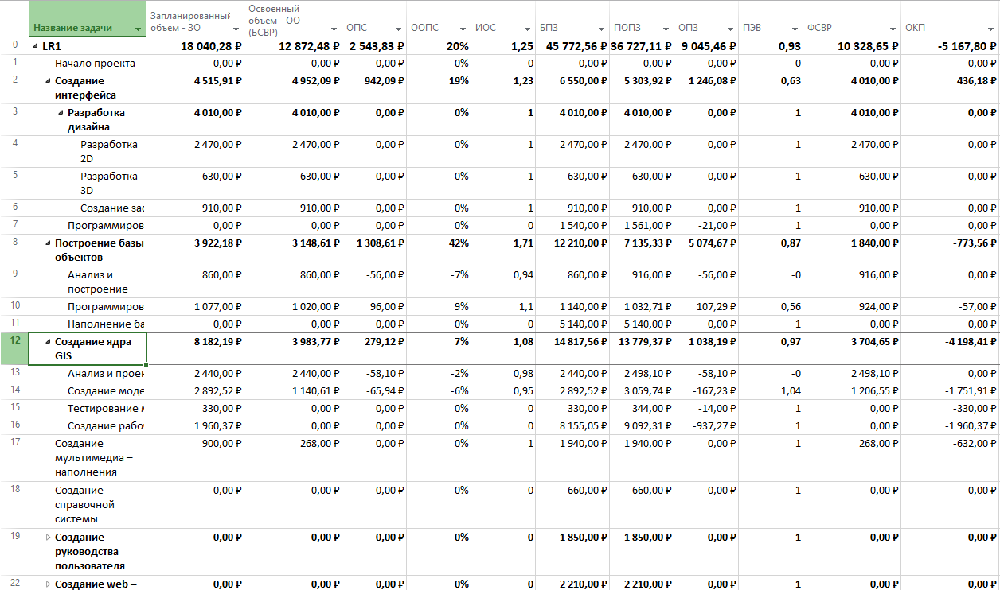 Название задачи Запланированный объем - ЗО Освоенный объем - ОО (БСВР) ОПС ООПС ИОС БПЗ ПОПЗ ОПЗ ПЭВ ФСВР ОКП
0 LR1 18 040,28 ₽ 12 872,48 ₽ 2 543,83 ₽ 20% 1,25 45 772,56 ₽ 36 727,11 ₽ 9 045,46 ₽ 0,93 10 328,65 ₽ -5 167,80 ₽
1 Начало проекта 0,00 ₽ 0,00 ₽ 0,00 ₽ 0% 0 0,00 ₽ 0,00 ₽ 0,00 ₽ 0 0,00 ₽ 0,00 ₽
2 Создание интерфейса 4 515,91 ₽ 4 952,09 ₽ 942,09 ₽ 19% 1,23 6 550,00 ₽ 5 303,92 ₽ 1 246,08 ₽ 0,63 4 010,00 ₽ 436,18 ₽
3 Разработка дизайна 4 010,00 ₽ 4 010,00 ₽ 0,00 ₽ 0% 1 4 010,00 ₽ 4 010,00 ₽ 0,00 ₽ 1 4 010,00 ₽ 0,00 ₽
4 Разработка 2D 2 470,00 ₽ 2 470,00 ₽ 0,00 ₽ 0% 1 2 470,00 ₽ 2 470,00 ₽ 0,00 ₽ 1 2 470,00 ₽ 0,00 ₽
5 Разработка 3D 630,00 ₽ 630,00 ₽ 0,00 ₽ 0% 1 630,00 ₽ 630,00 ₽ 0,00 ₽ 1 630,00 ₽ 0,00 ₽
6 Создание зас 910,00 ₽ 910,00 ₽ 0,00 ₽ 0% 1 910,00 ₽ 910,00 ₽ 0,00 ₽ 1 910,00 ₽ 0,00 ₽
7 Программиров 0,00 ₽ 0,00 ₽ 0,00 ₽ 0% 0 1 540,00 ₽ 1 561,00 ₽ -21,00 ₽ 1 0,00 ₽ 0,00 ₽
8 Построение базы объектов 3 922,18 ₽ 3 148,61 ₽ 1 308,61 ₽ 42% 1,71 12 210,00 ₽ 7 135,33 ₽ 5 074,67 ₽ 0,87 1 840,00 ₽ -773,56 ₽
9 Анализ и построение 860,00 ₽ 860,00 ₽ -56,00 ₽ -7% 0,94 860,00 ₽ 916,00 ₽ -56,00 ₽ -0 916,00 ₽ 0,00 ₽
10 Программиров 1 077,00 ₽ 1 020,00 ₽ 96,00 ₽ 9% 1,1 1 140,00 ₽ 1 032,71 ₽ 107,29 ₽ 0,56 924,00 ₽ -57,00 ₽
11 Наполнение ба 0,00 ₽ 0,00 ₽ 0,00 ₽ 0% 0 5 140,00 ₽ 5 140,00 ₽ 0,00 ₽ 1 0,00 ₽ 0,00 ₽
12 Создание ядра GIS 8 182,19 ₽ 3 983,77 ₽ 279,12 ₽ 7% 1,08 14 817,56 ₽ 13 779,37 ₽ 1 038,19 ₽ 0,97 3 704,65 ₽ -4 198,41 ₽
13 Анализ и проек 2 440,00 ₽ 2 440,00 ₽ -58,10 ₽ -2% 0,98 2 440,00 ₽ 2 498,10 ₽ -58,10 ₽ -0 2 498,10 ₽ 0,00 ₽
14 Создание моде 2 892,52 ₽ 1 140,61 ₽ -65,94 ₽ -6% 0,95 2 892,52 ₽ 3 059,74 ₽ -167,23 ₽ 1,04 1 206,55 ₽ -1 751,91 ₽
15 Тестирование м 330,00 ₽ 0,00 ₽ 0,00 ₽ 0% 0 330,00 ₽ 344,00 ₽ -14,00 ₽ 1 0,00 ₽ -330,00 ₽
16 Создание рабо 1 960,37 ₽ 0,00 ₽ 0,00 ₽ 0% 0 8 155,05 ₽ 9 092,31 ₽ -937,27 ₽ 1 0,00 ₽ -1 960,37 ₽
17 Создание мультимедиа – наполнения 900,00 ₽ 268,00 ₽ 0,00 ₽ 0% 1 1 940,00 ₽ 1 940,00 ₽ 0,00 ₽ 1 268,00 ₽ -632,00 ₽
18 Создание справочной системы 0,00 ₽ 0,00 ₽ 0,00 ₽ 0% 0 660,00 ₽ 660,00 ₽ 0,00 ₽ 1 0,00 ₽ 0,00 ₽
19 Создание руководства пользователя 0,00 ₽ 0,00 ₽ 0,00 ₽ 0% 0 1 850,00 ₽ 1 850,00 ₽ 0,00 ₽ 1 0,00 ₽ 0,00 ₽
22 Создание web – 0,00 ₽ 0,00 ₽ 0,00 ₽ 0% 0 2 210,00 ₽ 2 210,00 ₽ 0,00 ₽ 1 0,00 ₽ 0,00 ₽